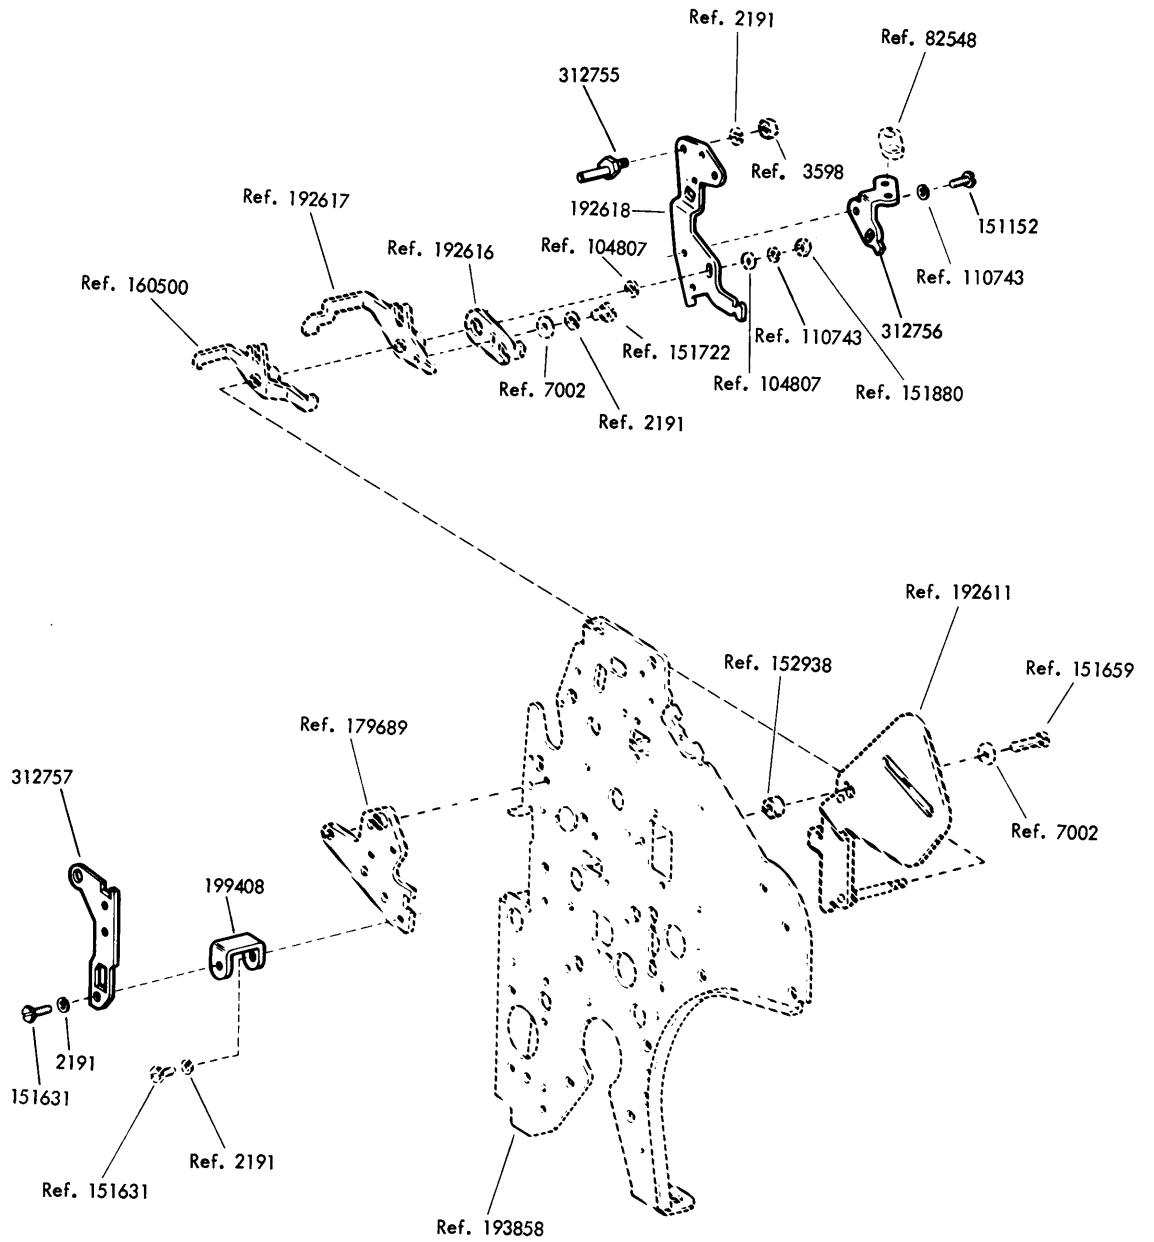 Ref. 2191
Ref. 82548
312755
Ref. 3598
Ref. 192617
192618
151152
Ref. 192616
Ref. 104807
Ref. 110743
Ref. 160500
312756
Ref. 110743
Ref. 151722
Ref. 104807
Ref. 7002
Ref. 151880
Ref. 2191
Ref. 192611
Ref. 152938
Ref. 151659
Ref. 179689
312757
Ref. 7002
199408
2191
151631
Ref. 2191
Ref. 151631
Ref. 193858